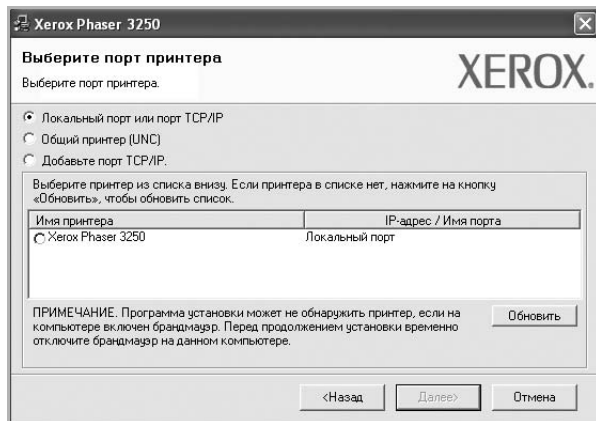 Xerox Phaser 3250
Выберите порт принтера
Выберите порт принтера.
XEROX.
Локальный порт или порт TCP/IP
Общий принтер (UNC)
Добавьте порт TCP/IP.
Выберите принтер из списка внизу. Если принтера в списке нет, нажмите на кнопку
«Обновить», чтобы обновить список.
Имя принтера IP-адрес / Имя порта
Xerox Phaser 3250 Локальный порт
ПРИМЕЧАНИЕ. Программа установки может не обнаружить принтер, если на
компьютере включен брандмауэр. Перед продолжением установки временно
отключите брандмауэр на данном компьютере.
Обновить
<Назад Далее> Отмена